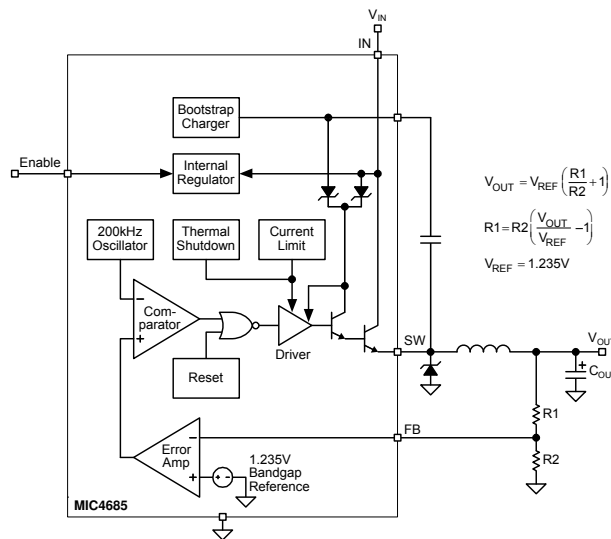 VIN
IN
Bootstrap
Charger
Enable
Internal
Regulator
VOUT = VREF (R1/R2 + 1)
R1 = R2 (VOUT/VREF – 1)
VREF = 1.235V
200kHz
Oscillator
Thermal
Shutdown
Current
Limit
Com-
parator
Driver
Reset
SW
VOUT
COU
R1
FB
R2
Error
Amp
1.235V
Bandgap
Reference
MIC4685